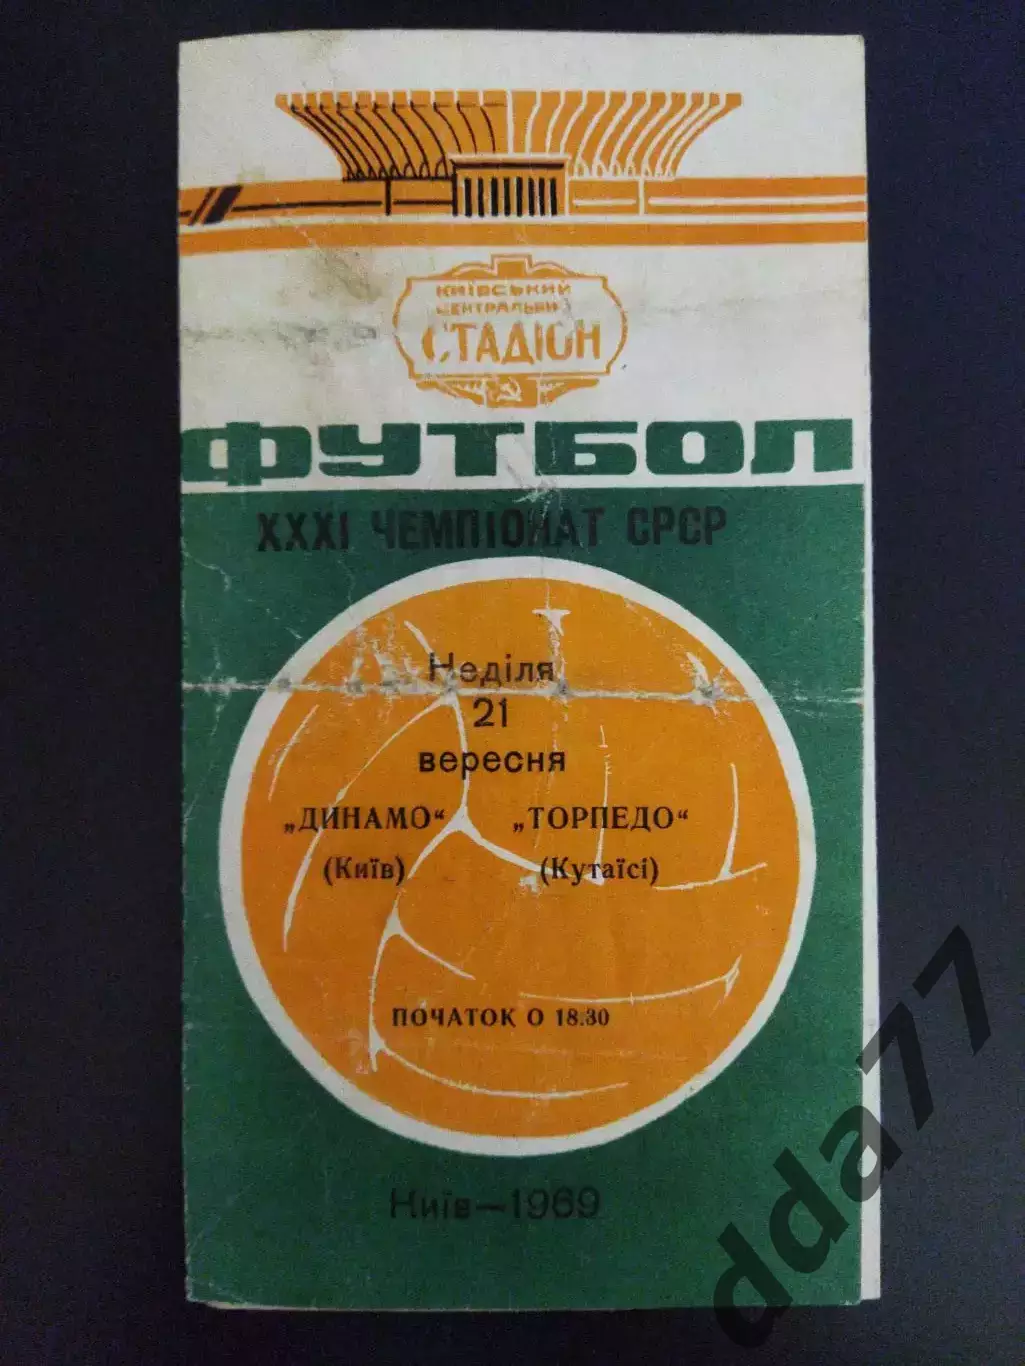 КИЇВСЬКИЙ
ЦЕНТРАЛЬНИ
СТАДІОН
ФУТБОЛ
XXXI ЧЕМПІОНАТ СРСР
Неділя
21
вересня
„ДИНАМО“ „ТОРПЕДО“
(Київ) (Кутаїсі)
ПОЧАТОК О 18.30
Київ—1969
dda77